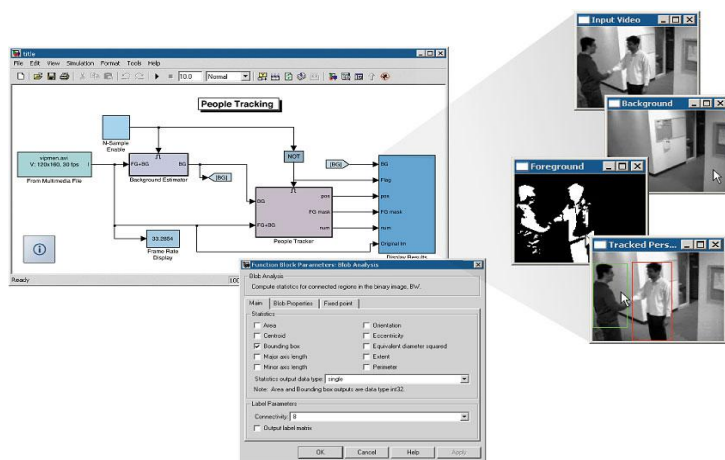 title
File Edit View Simulation Format Tools Help
10.0 Normal
People Tracking
N-Sample
Enable
vipmen.avi
V: 120x160, 30 fps
I
From Multimedia File
FG+BG BG
Background Estimator
[BG]
NOT
[BG]
BG
FG+BG
pos
FG mask
num
People Tracker
BG
Flag
pos
FG mask
num
Original Im
Display Results
33.2884
Frame Rate
Display
Ready
100
Function Block Parameters: Blob Analysis
Blob Analysis
Compute statistics for connected regions in the binary image, BW.
Main Blob Properties Fixed point
Statistics
Area Orientation
Centroid Eccentricity
Bounding box Equivalent diameter squared
Major axis length Extent
Minor axis length Perimeter
Statistics output data type: single
Note: Area and Bounding box outputs are data type int32.
Label Parameters
Connectivity: 8
Output label matrix
OK Cancel Help Apply
Input Video
Background
Foreground
Tracked Pers...